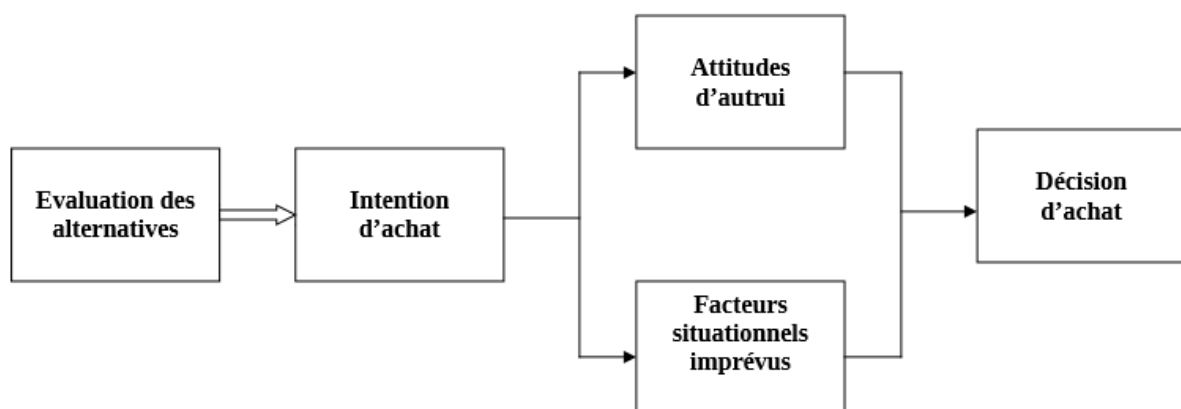 Evaluation des
alternatives
Intention
d’achat
Attitudes
d’autrui
Facteurs
situationnels
imprévus
Décision
d’achat